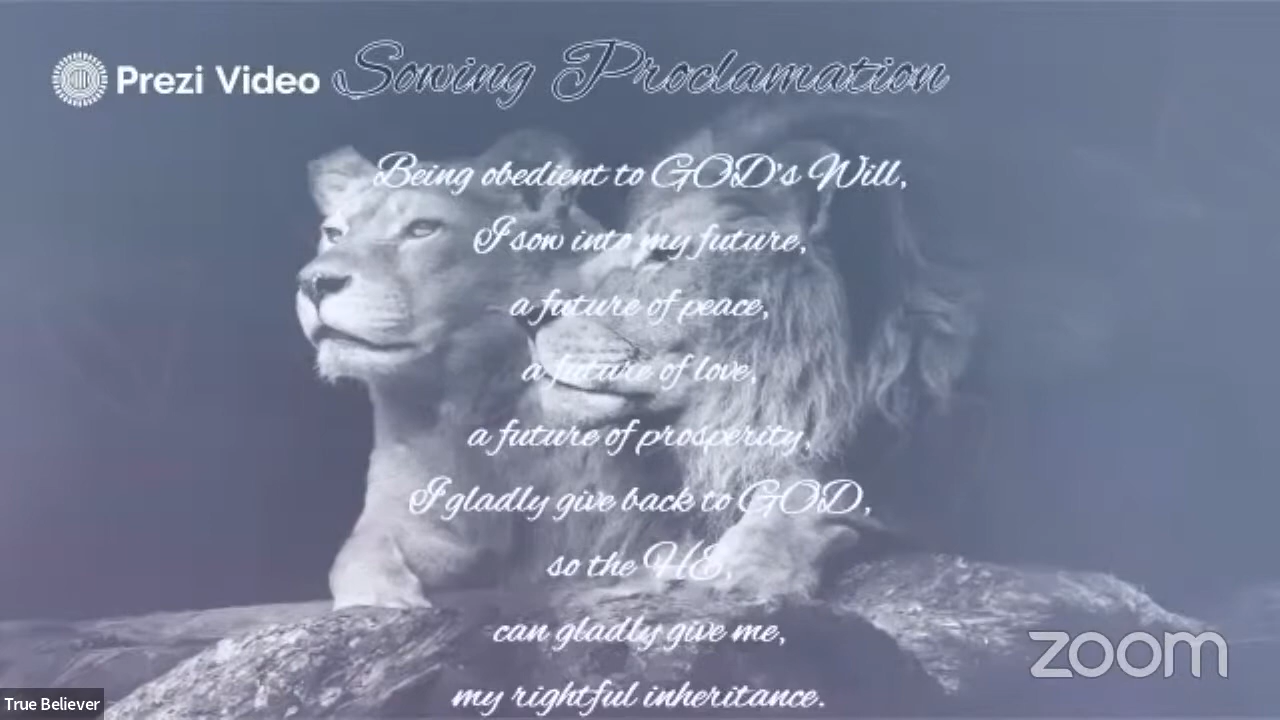 Prezi Video
Sowing Proclamation
Being obedient to GOD's Will,
I sow into my future,
a future of peace,
a future of love,
a future of prosperity,
I gladly give back to GOD,
so the HE,
can gladly give me,
my rightful inheritance.
zoom
True Believer